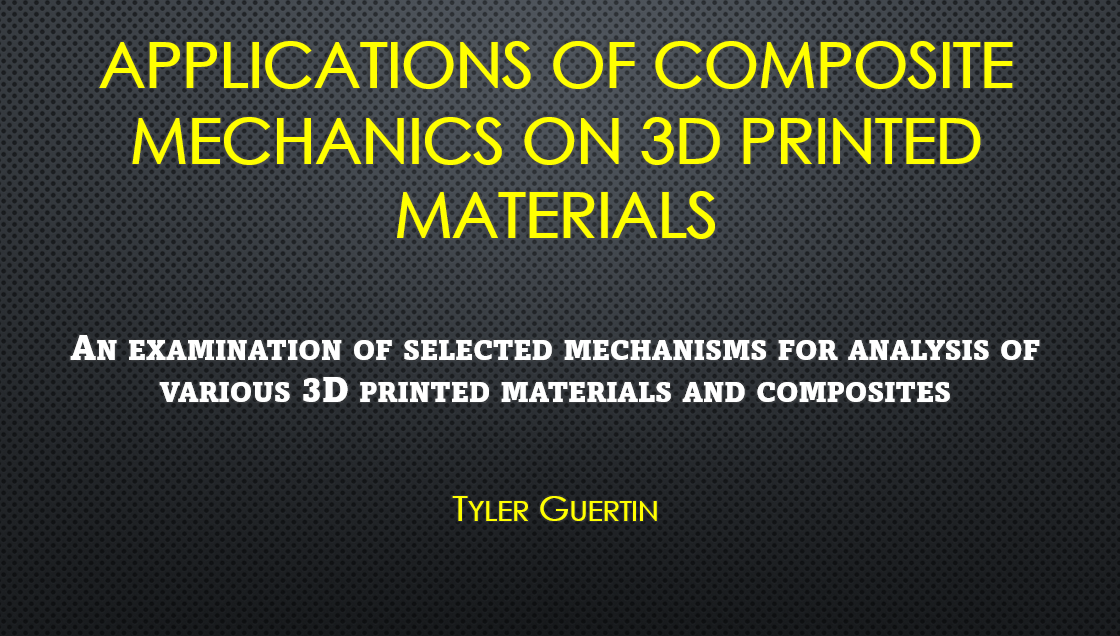 APPLICATIONS OF COMPOSITE
MECHANICS ON 3D PRINTED
MATERIALS
An examination of selected mechanisms for analysis of
various 3D printed materials and composites
Tyler Guertin